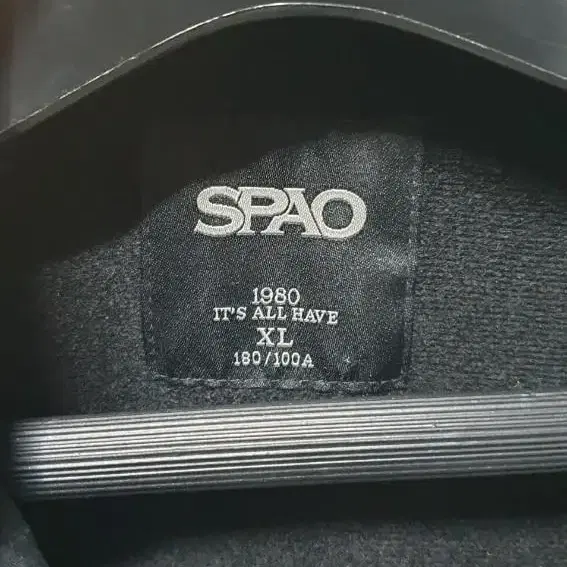 SPAO
1980
IT'S ALL HAVE
XL
180/100A